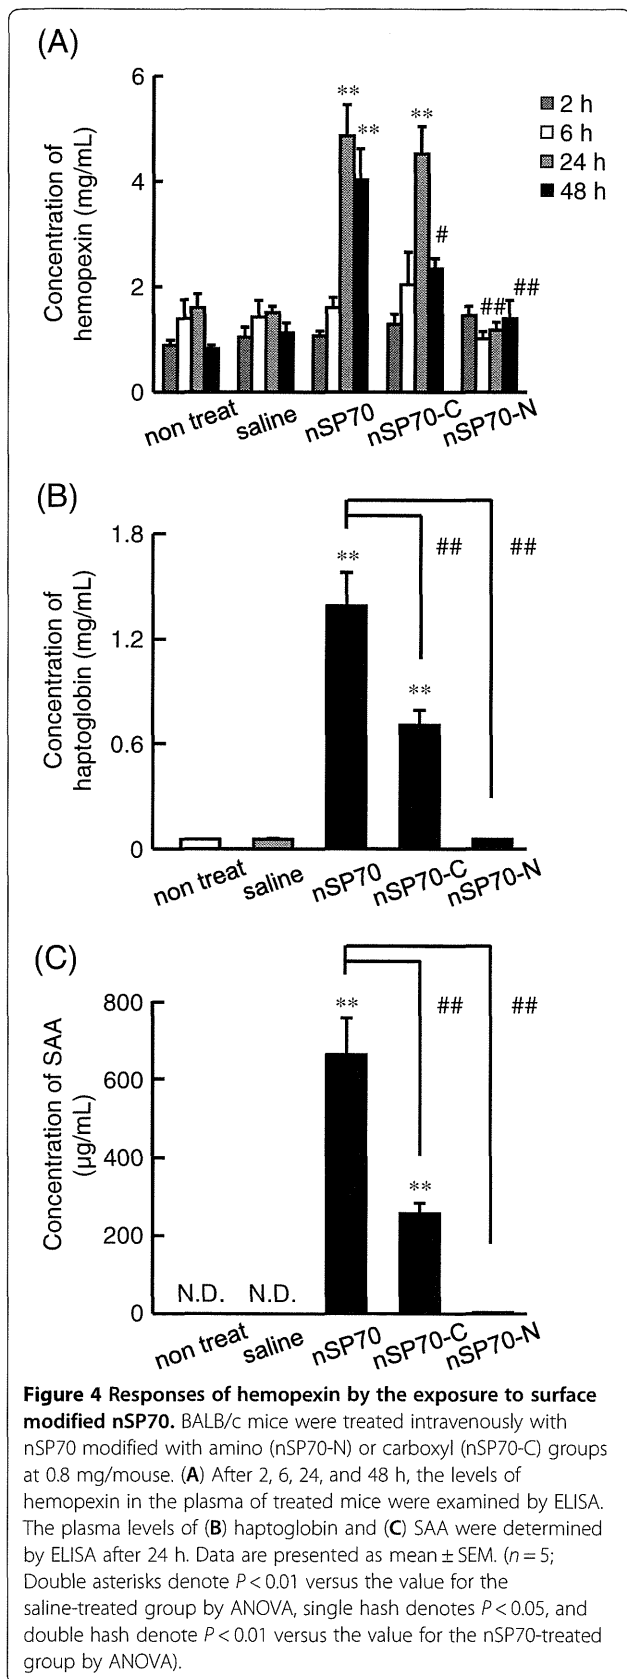 (A)
Concentration of
hemopexin (mg/mL)
6
4
2
0
** ** ** # ## ##
2 h
6 h
24 h
48 h
non treat saline nSP70 nSP70-C nSP70-N
(B)
Concentration of
haptoglobin (mg/mL)
1.8
1.2
0.6
0
** ## ##
**
non treat saline nSP70 nSP70-C nSP70-N
(C)
Concentration of SAA
(μg/mL)
800
600
400
200
0
** ## ##
**
N.D. N.D.
non treat saline nSP70 nSP70-C nSP70-N
Figure 4 Responses of hemopexin by the exposure to surface
modified nSP70. BALB/c mice were treated intravenously with
nSP70 modified with amino (nSP70-N) or carboxyl (nSP70-C) groups
at 0.8 mg/mouse. (A) After 2, 6, 24, and 48 h, the levels of
hemopexin in the plasma of treated mice were examined by ELISA.
The plasma levels of (B) haptoglobin and (C) SAA were determined
by ELISA after 24 h. Data are presented as mean ± SEM. (n = 5;
Double asterisks denote P < 0.01 versus the value for the
saline-treated group by ANOVA, single hash denotes P < 0.05, and
double hash denote P < 0.01 versus the value for the nSP70-treated
group by ANOVA).